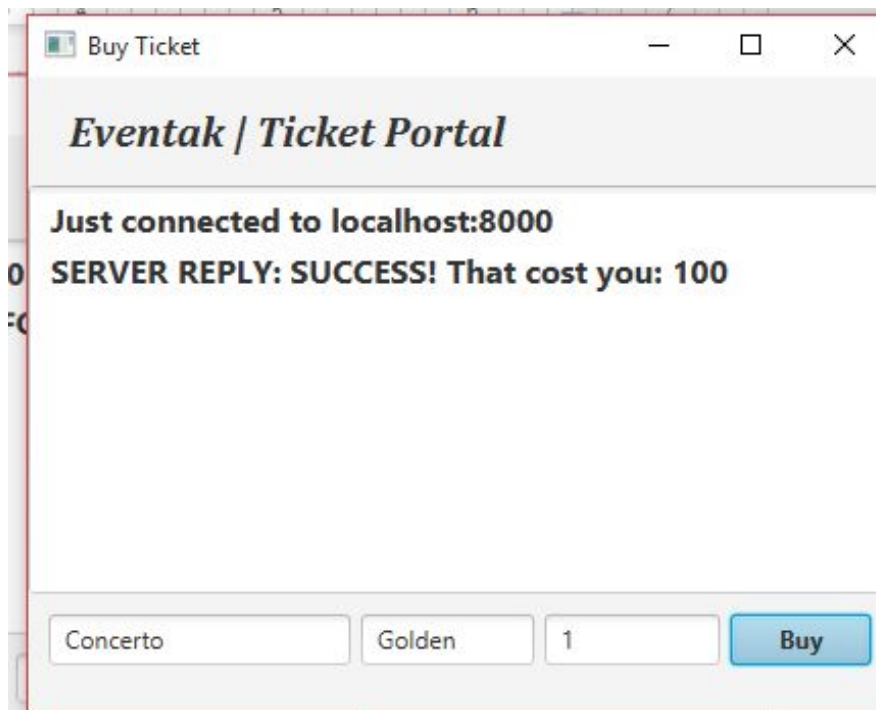 Buy Ticket
Eventak | Ticket Portal
Just connected to localhost:8000
SERVER REPLY: SUCCESS! That cost you: 100
Concerto
Golden
1
Buy